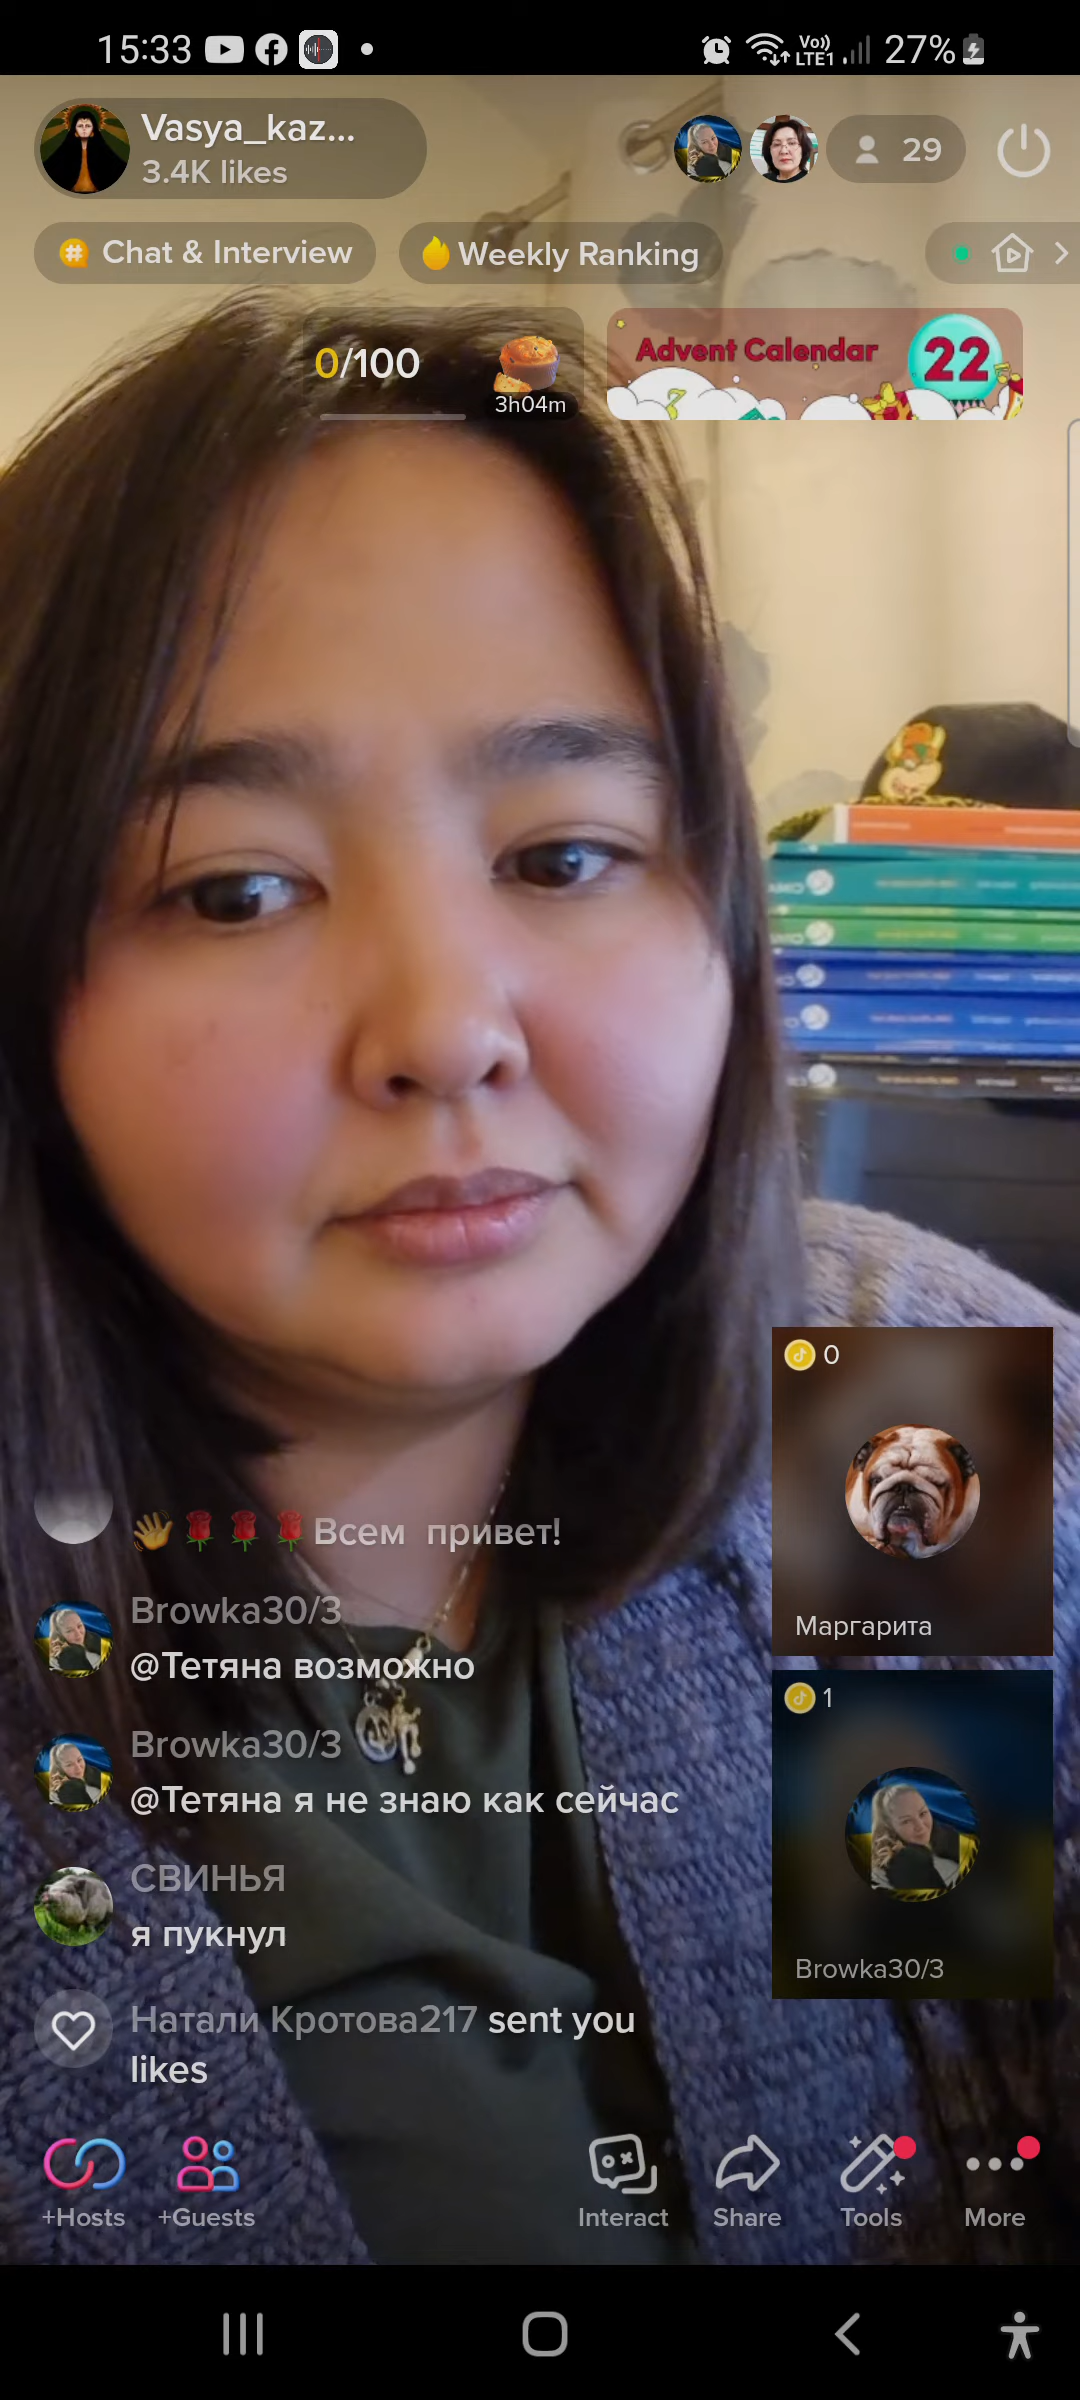 15:33
Vo))
LTE1
27%
Vasya_kaz...
3.4K likes
29
Chat & Interview
Weekly Ranking
0/100
3h04m
Advent Calendar
22
0
Маргарита
1
Browka30/3
👋🌹🌹🌹Всем привет!
Browka30/3
@Тетяна возможно
Browka30/3
@Тетяна я не знаю как сейчас
СВИНЬЯ
я пукнул
Натали Кротова217 sent you
likes
+Hosts
+Guests
Interact
Share
Tools
More